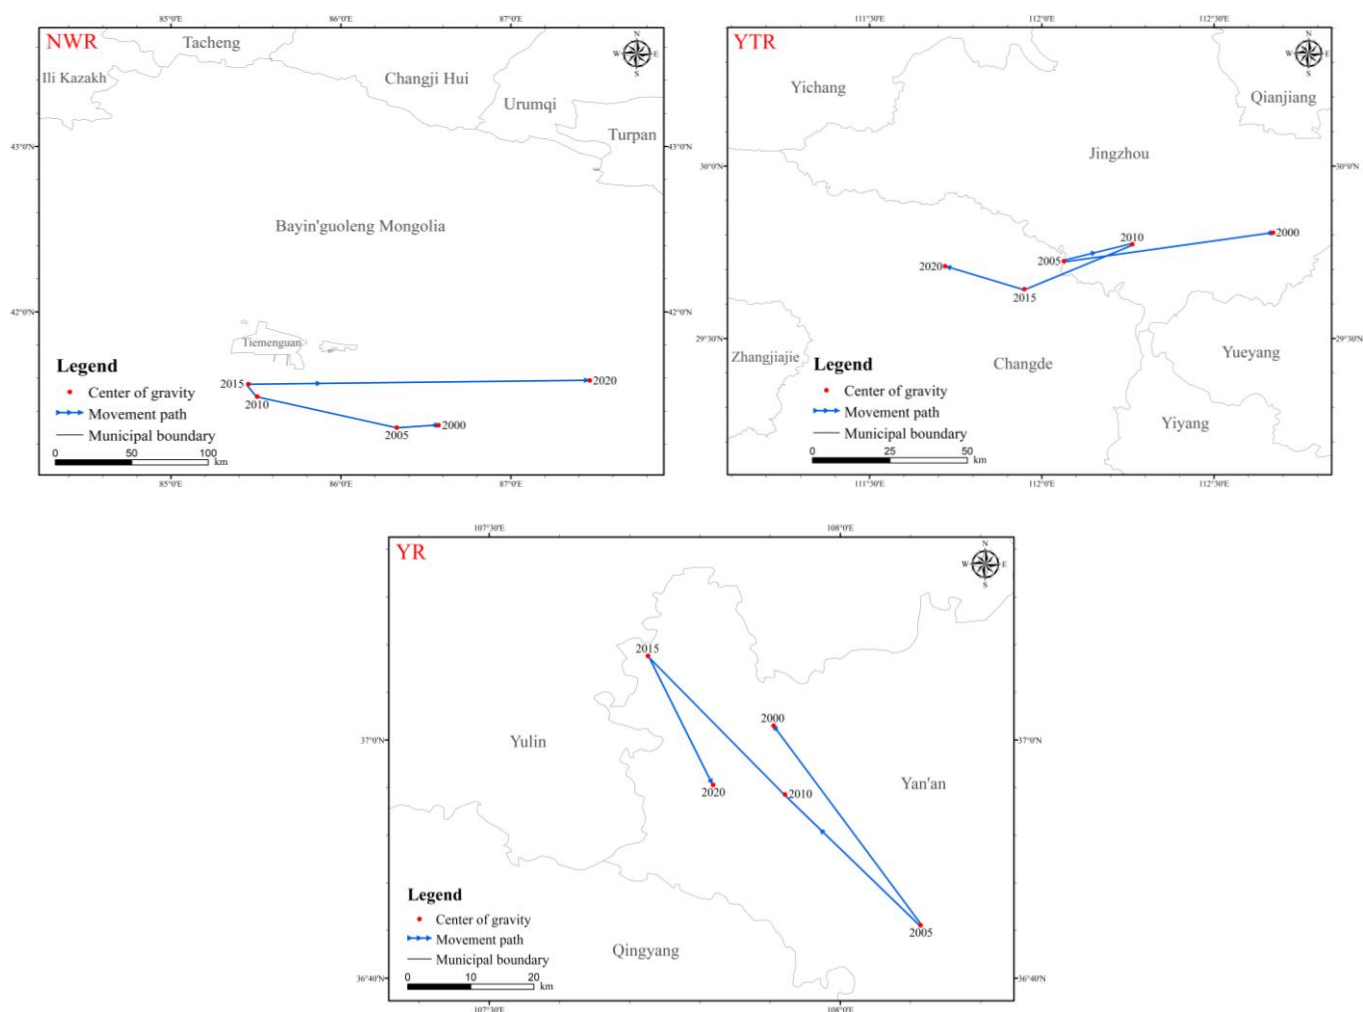 85°0'E 86°0'E 87°0'E
NWR
N
W E
S
Tacheng
Ili Kazakh
Changji Hui
Urumqi
Turpan
43°0'N 43°0'N
Bayin'guoleng Mongolia
42°0'N 42°0'N
Tiemenguan
2015
2010
2005
2000
2020
Legend
Center of gravity
Movement path
Municipal boundary
0 50 100
km
85°0'E 86°0'E 87°0'E
111°30'E 112°0'E 112°30'E
YTR
N
W E
S
Yichang
Qianjiang
Jingzhou
30°0'N 30°0'N
2010
2000
2005
2020
2015
29°30'N 29°30'N
Zhangjiajie
Changde
Yueyang
Yiyang
Legend
Center of gravity
Movement path
Municipal boundary
0 25 50
km
111°30'E 112°0'E 112°30'E
107°30'E 108°0'E
YR
N
W E
S
2015
2000
37°0'N 37°0'N
Yulin
Yan'an
2020
2010
2005
Qingyang
Legend
Center of gravity
Movement path
Municipal boundary
0 10 20
km
36°40'N 36°40'N
107°30'E 108°0'E